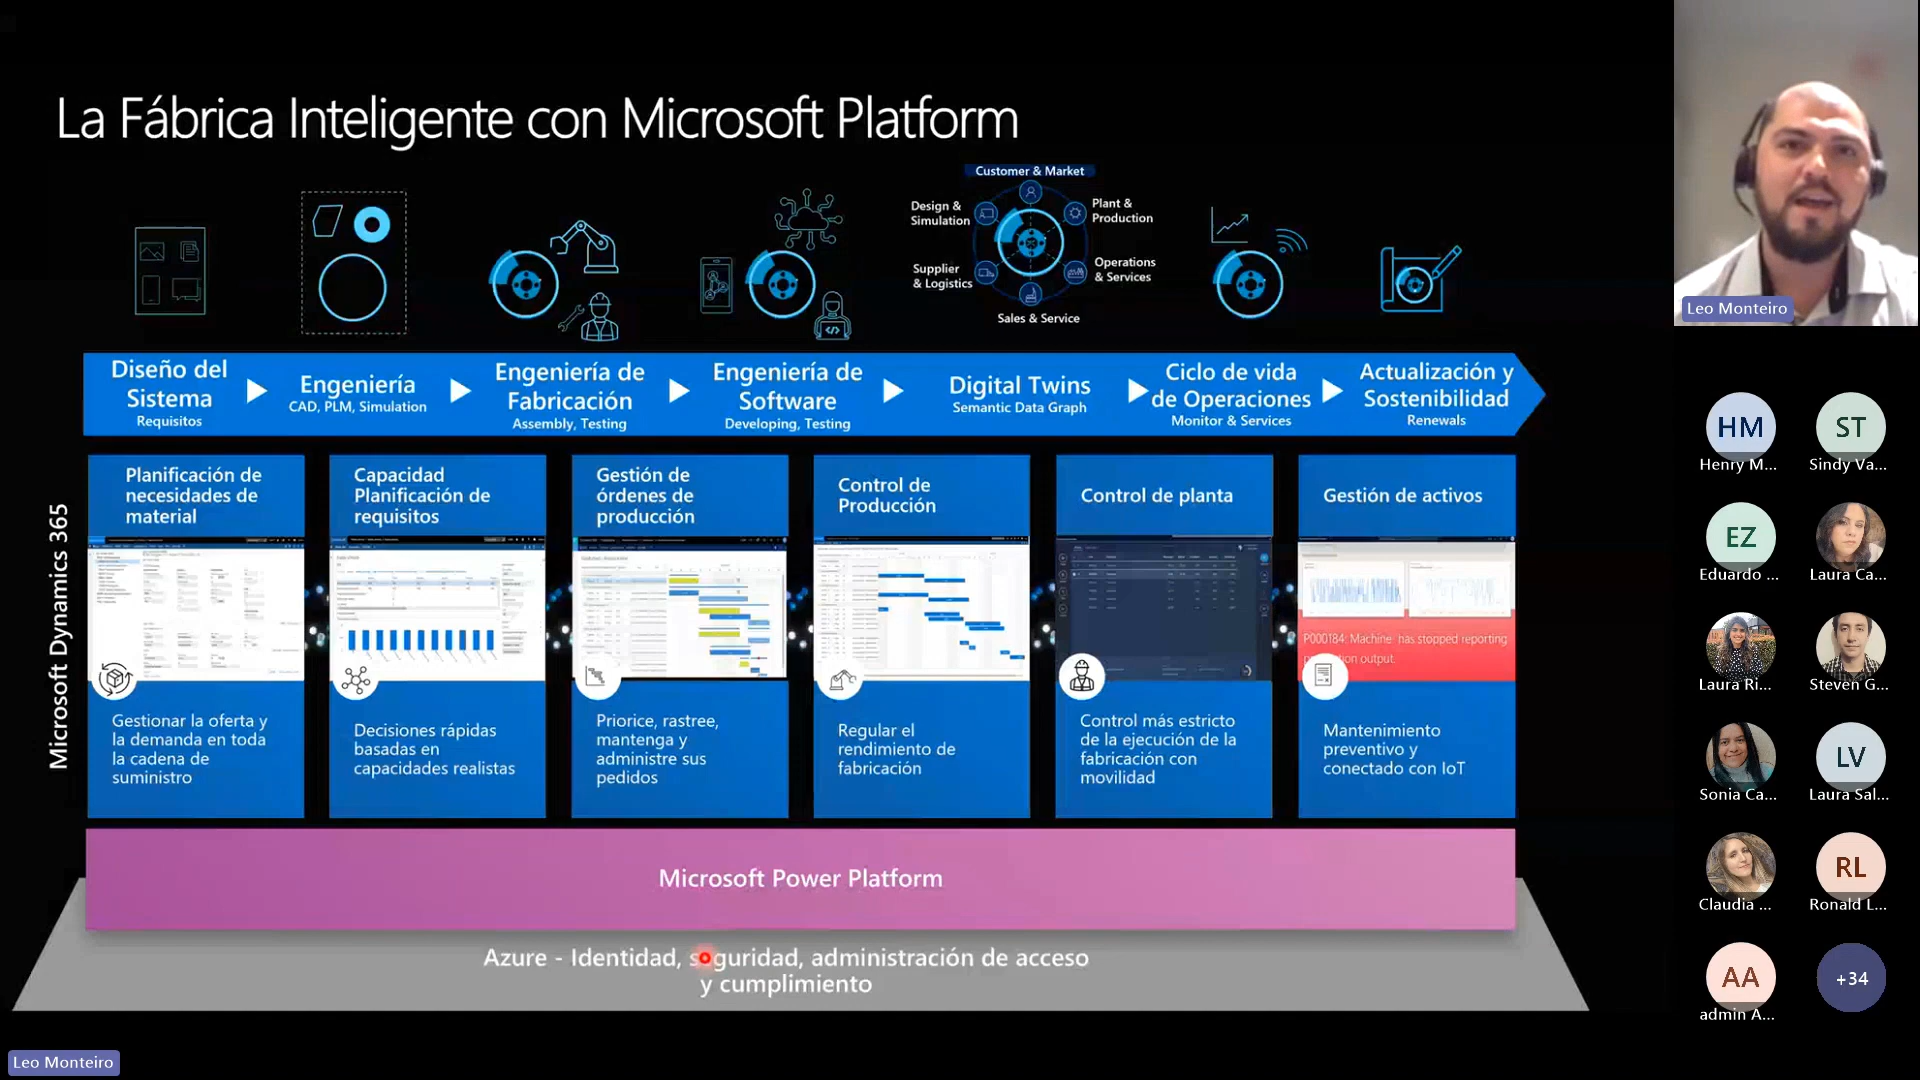 La Fábrica Inteligente con Microsoft Platform
Customer & Market
Design &
Simulation
Plant &
Production
Supplier
& Logistics
Operations
& Services
Sales & Service
Diseño del
Sistema
Requisitos
Engeniería
CAD, PLM, Simulation
Engeniería de
Fabricación
Assembly, Testing
Engeniería de
Software
Developing, Testing
Digital Twins
Semantic Data Graph
Ciclo de vida
de Operaciones
Monitor & Services
Actualización y
Sostenibilidad
Renewals
Microsoft Dynamics 365
Planificación de
necesidades de
material
Gestionar la oferta y
la demanda en toda
la cadena de
suministro
Capacidad
Planificación de
requisitos
Decisiones rápidas
basadas en
capacidades realistas
Gestión de
órdenes de
producción
Priorice, rastree,
mantenga y
administre sus
pedidos
Control de
Producción
Regular el
rendimiento de
fabricación
Control de planta
Control más estricto
de la ejecución de la
fabricación con
movilidad
Gestión de activos
P000184: Machine has stopped reporting
output
Mantenimiento
preventivo y
conectado con IoT
Microsoft Power Platform
Azure - Identidad, seguridad, administración de acceso
y cumplimiento
Leo Monteiro
Leo Monteiro
HM
Henry M...
ST
Sindy Va...
EZ
Eduardo ...
Laura Ca...
Laura Ri...
Steven G...
Sonia Ca...
LV
Laura Sal...
Claudia ...
RL
Ronald L...
AA
admin A...
+34